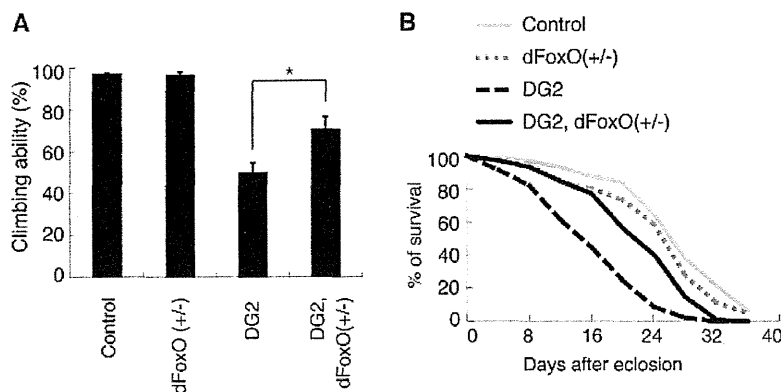 A
Climbing ability (%)
100
80
60
40
20
0
*
Control
dFoxO (+/-)
DG2
DG2,
dFoxO(+/-)
B
Control
dFoxO(+/-)
DG2
DG2, dFoxO(+/-)
% of survival
100
80
60
40
20
0
0 8 16 24 32 40
Days after eclosion